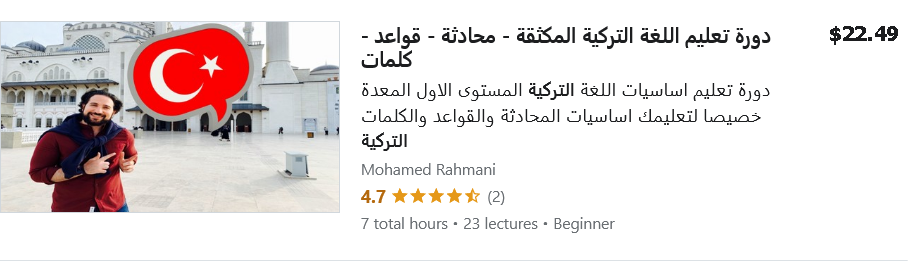 دورة تعليم اللغة التركية المكثقة - محادثة - قواعد -
كلمات
$22.49
دورة تعليم اساسيات اللغة التركية المستوى الاول المعدة
خصيصا لتعليمك اساسيات المحادثة والقواعد والكلمات
التركية
Mohamed Rahmani
4.7 (2)
7 total hours • 23 lectures • Beginner